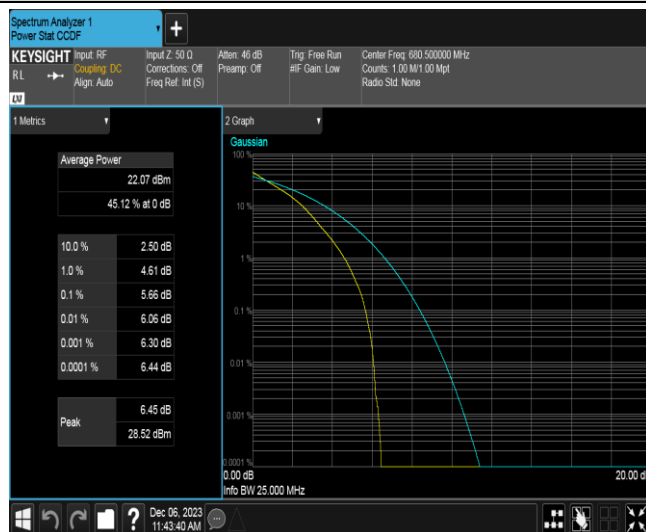 Spectrum Analyzer 1
Power Stat CCDF
+
KEYSIGHT
RL
LXI
Input: RF
Coupling: DC
Align: Auto
Input Z: 50 Ω
Corrections: Off
Freq Ref: Int (S)
Atten: 46 dB
Preamp: Off
Trig: Free Run
#IF Gain: Low
Center Freq: 680.500000 MHz
Counts: 1.00 M/1.00 Mpt
Radio Std: None
1 Metrics
Average Power
22.07 dBm
45.12 % at 0 dB
10.0 % 2.50 dB
1.0 % 4.61 dB
0.1 % 5.66 dB
0.01 % 6.06 dB
0.001 % 6.30 dB
0.0001 % 6.44 dB
Peak
6.45 dB
28.52 dBm
2 Graph
Gaussian
100 %
10 %
1 %
0.1 %
0.01 %
0.001 %
0.0001 %
0.00 dB
20.00 d
Info BW 25.000 MHz
?
Dec 06, 2023
11:43:40 AM